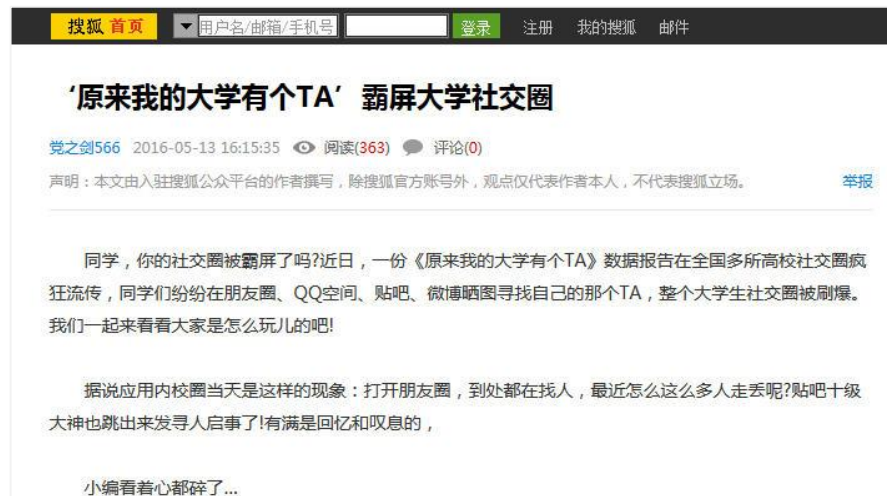 搜狐 首页 用户名/邮箱/手机号 登录 注册 我的搜狐 邮件
‘原来我的大学有个TA’霸屏大学社交圈
党之剑566 2016-05-13 16:15:35 阅读(363) 评论(0)
声明：本文由入驻搜狐公众平台的作者撰写，除搜狐官方账号外，观点仅代表作者本人，不代表搜狐立场。 举报
同学，你的社交圈被霸屏了吗?近日，一份《原来我的大学有个TA》数据报告在全国多所高校社交圈疯
狂流传，同学们纷纷在朋友圈、QQ空间、贴吧、微博晒图寻找自己的那个TA，整个大学生社交圈被刷爆。
我们一起来看看大家是怎么玩儿的吧!
据说应用内校圈当天是这样的现象：打开朋友圈，到处都在找人，最近怎么这么多人走丢呢?贴吧十级
大神也跳出来发寻人启事了!有满是回忆和叹息的，
小编看着心都碎了...